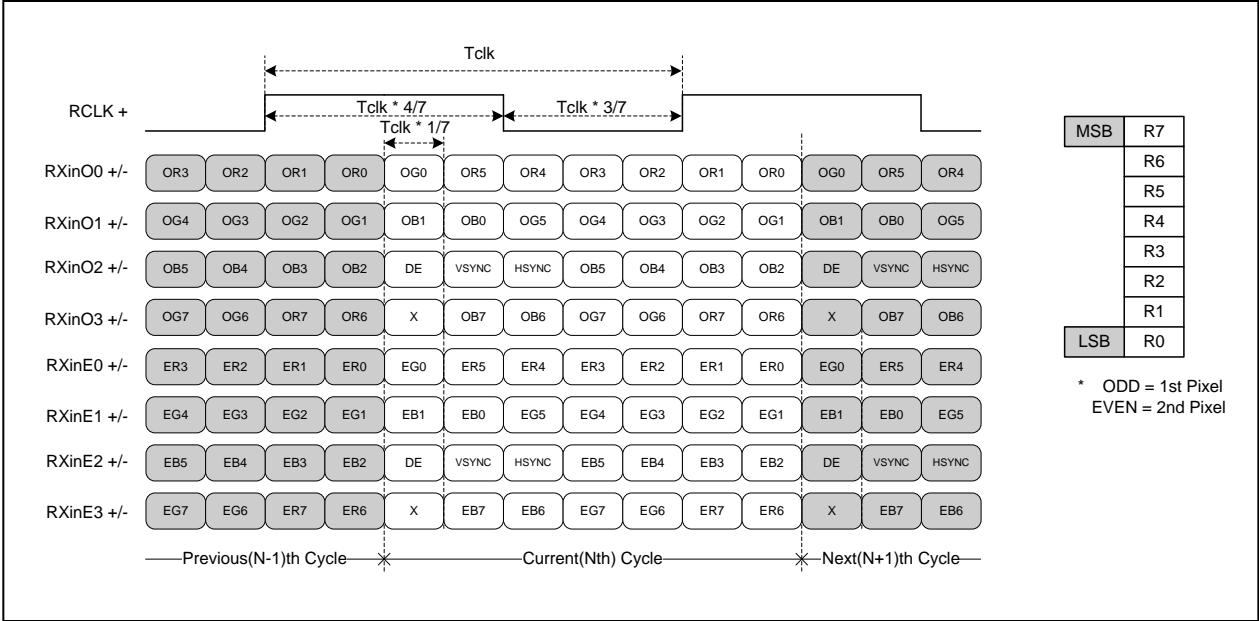 Tclk
RCLK +
Tclk * 4/7
Tclk * 3/7
Tclk * 1/7
RXinO0 +/- OR3 OR2 OR1 OR0 OG0 OR5 OR4 OR3 OR2 OR1 OR0 OG0 OR5 OR4
RXinO1 +/- OG4 OG3 OG2 OG1 OB1 OB0 OG5 OG4 OG3 OG2 OG1 OB1 OB0 OG5
RXinO2 +/- OB5 OB4 OB3 OB2 DE VSYNC HSYNC OB5 OB4 OB3 OB2 DE VSYNC HSYNC
RXinO3 +/- OG7 OG6 OR7 OR6 X OB7 OB6 OG7 OG6 OR7 OR6 X OB7 OB6
RXinE0 +/- ER3 ER2 ER1 ER0 EG0 ER5 ER4 ER3 ER2 ER1 ER0 EG0 ER5 ER4
RXinE1 +/- EG4 EG3 EG2 EG1 EB1 EB0 EG5 EG4 EG3 EG2 EG1 EB1 EB0 EG5
RXinE2 +/- EB5 EB4 EB3 EB2 DE VSYNC HSYNC EB5 EB4 EB3 EB2 DE VSYNC HSYNC
RXinE3 +/- EG7 EG6 ER7 ER6 X EB7 EB6 EG7 EG6 ER7 ER6 X EB7 EB6
Previous(N-1)th Cycle Current(Nth) Cycle Next(N+1)th Cycle
MSB R7
R6
R5
R4
R3
R2
R1
LSB R0
* ODD = 1st Pixel
EVEN = 2nd Pixel